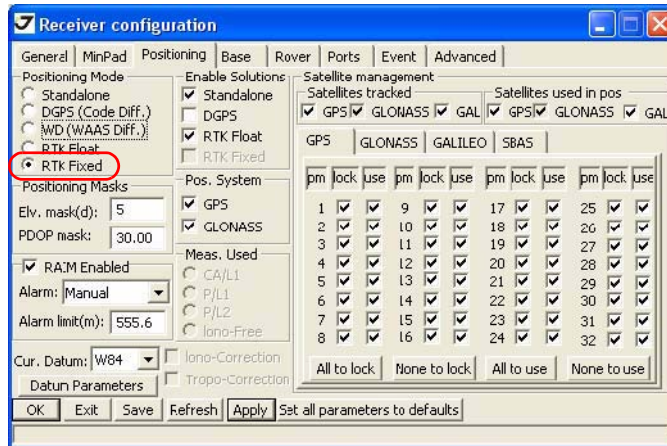 Receiver configuration
General MinPad Positioning Base Rover Ports Event Advanced
Positioning Mode
Standalone
DGPS (Code Diff.)
WD (WAAS Diff.)
RTK Float
RTK Fixed
Positioning Masks
Elv. mask(d): 5
PDOP mask: 30.00
RAIM Enabled
Alarm: Manual
Alarm limit(m): 555.6
Cur. Datum: W84
Datun Parameters
Enable Solutions
Standalone
DGPS
RTK Float
RTK Fixed
Pos. System
GPS
GLONASS
Meas. Used
CA/L1
P/L1
P/L2
Iono-Free
Iono-Correction
Tropo-Correction
Satellite management
Satellites tracked
GPS GLONASS GAL
Satellites used in pos
GPS GLONASS GAL
GPS GLONASS GALILEO SBAS
prn lock use prn lock use prn lock use prn lock use
1 9 17 25
2 10 18 26
3 11 19 27
4 12 20 28
5 13 21 29
6 14 22 30
7 15 23 31
8 16 24 32
All to lock None to lock All to use None to use
OK Exit Save Refresh Apply Set all parameters to defaults